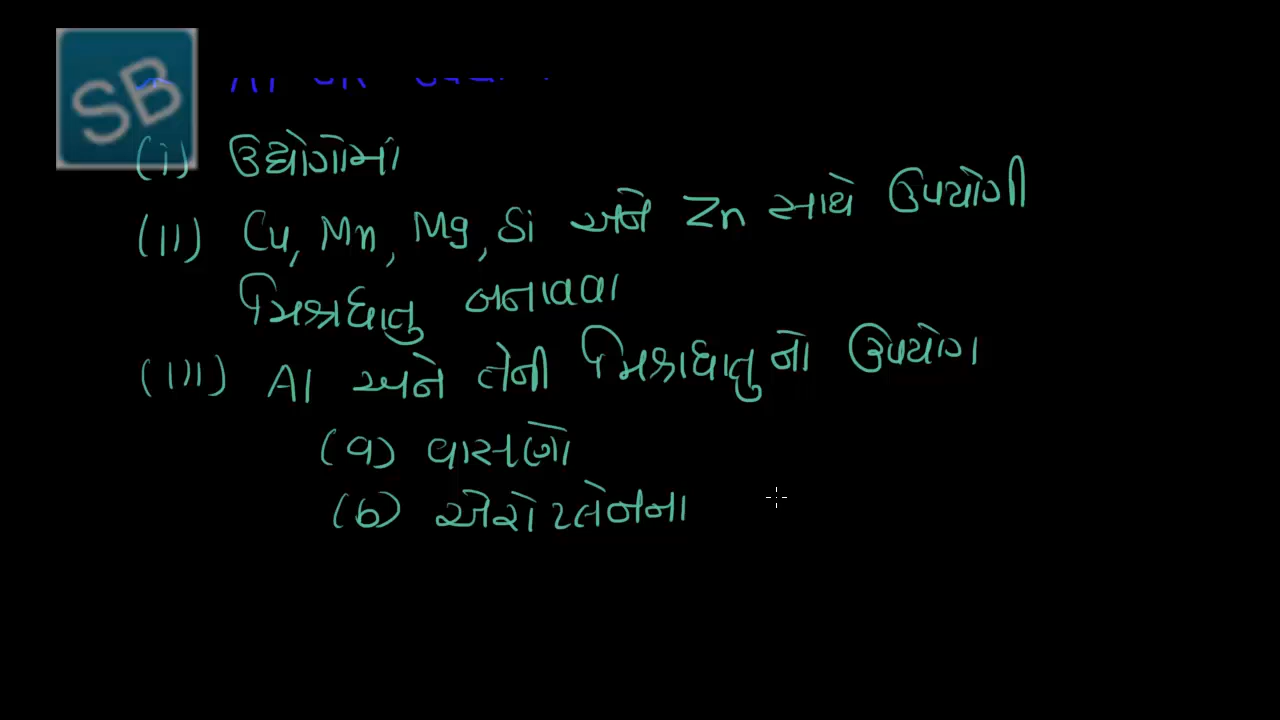 SB
(i) ઉદ્યોગોમાં
(ii) Cu, Mn, Mg, Si અને Zn સાથે ઉપયોગી
મિશ્રધાતુ બનાવવા
(iii) Al અને તેની મિશ્રધાતુનો ઉપયોગ
(a) વાસણો
(b) એરોપ્લેનના